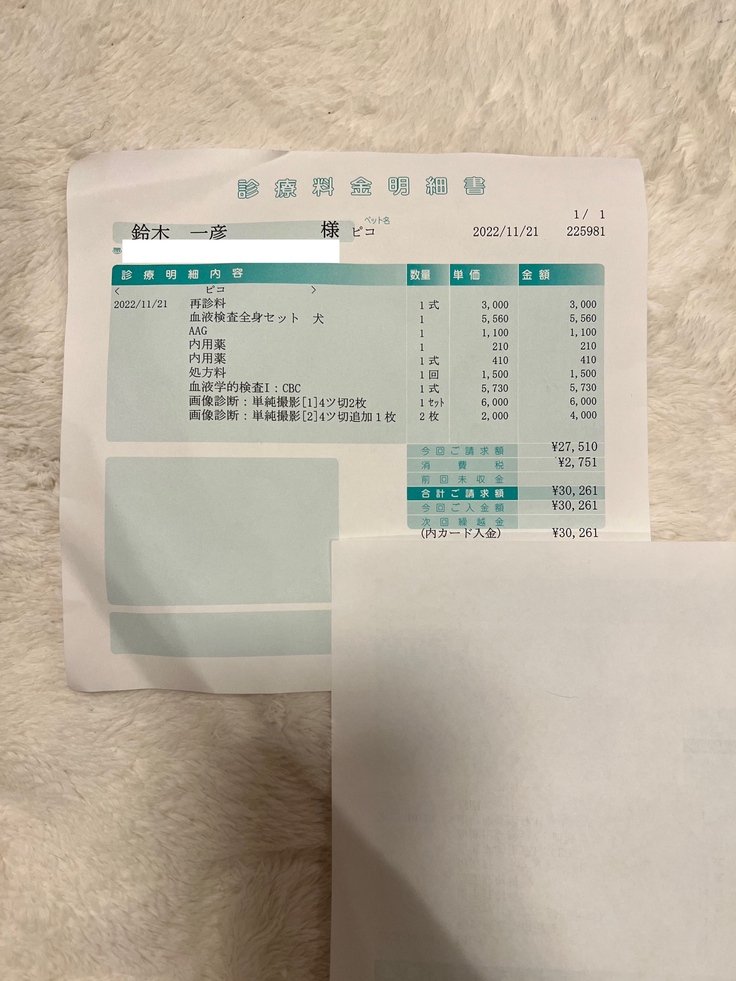 診療料金明細書
1/ 1
鈴木 一彦 様 ペット名 ピコ 2022/11/21 225981
診療明細内容 数量 単価 金額
< ピコ >
2022/11/21 再診料 1 式 3,000 3,000
血液検査全身セット 犬 1 5,560 5,560
AAG 1 1,100 1,100
内用薬 1 210 210
内用薬 1 式 410 410
処方料 1 回 1,500 1,500
血液学的検査I:CBC 1 式 5,730 5,730
画像診断:単純撮影[1]4ツ切2枚 1 セット 6,000 6,000
画像診断:単純撮影[2]4ツ切追加1枚 2 枚 2,000 4,000
今回ご請求額 ¥27,510
消費税 ¥2,751
前回未収金
合計ご請求額 ¥30,261
今回ご入金額 ¥30,261
次回繰越金
(内カード入金) ¥30,261